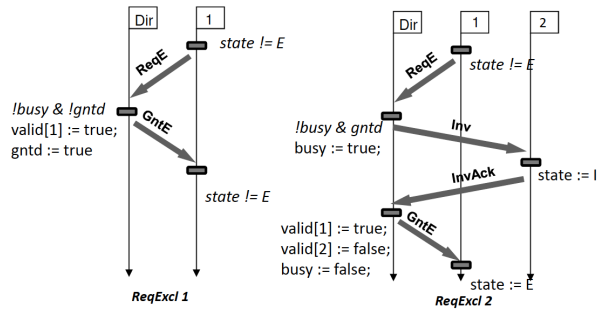 Dir
1
state != E
ReqE
!busy & !gntd
valid[1] := true;
gntd := true
GntE
state != E
ReqExcl 1
Dir
1
2
state != E
ReqE
!busy & gntd
busy := true;
Inv
state := I
InvAck
valid[1] := true;
valid[2] := false;
busy := false;
GntE
state := E
ReqExcl 2